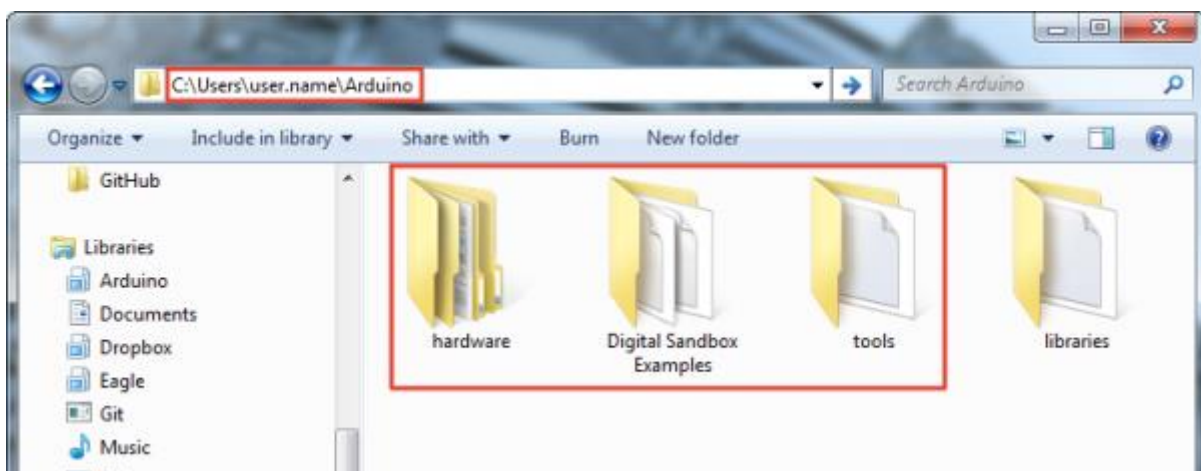 C:\Users\user.name\Arduino
Search Arduino
Organize
Include in library
Share with
Burn
New folder
GitHub
Libraries
Arduino
Documents
Dropbox
Eagle
Git
Music
hardware
Digital Sandbox
Examples
tools
libraries